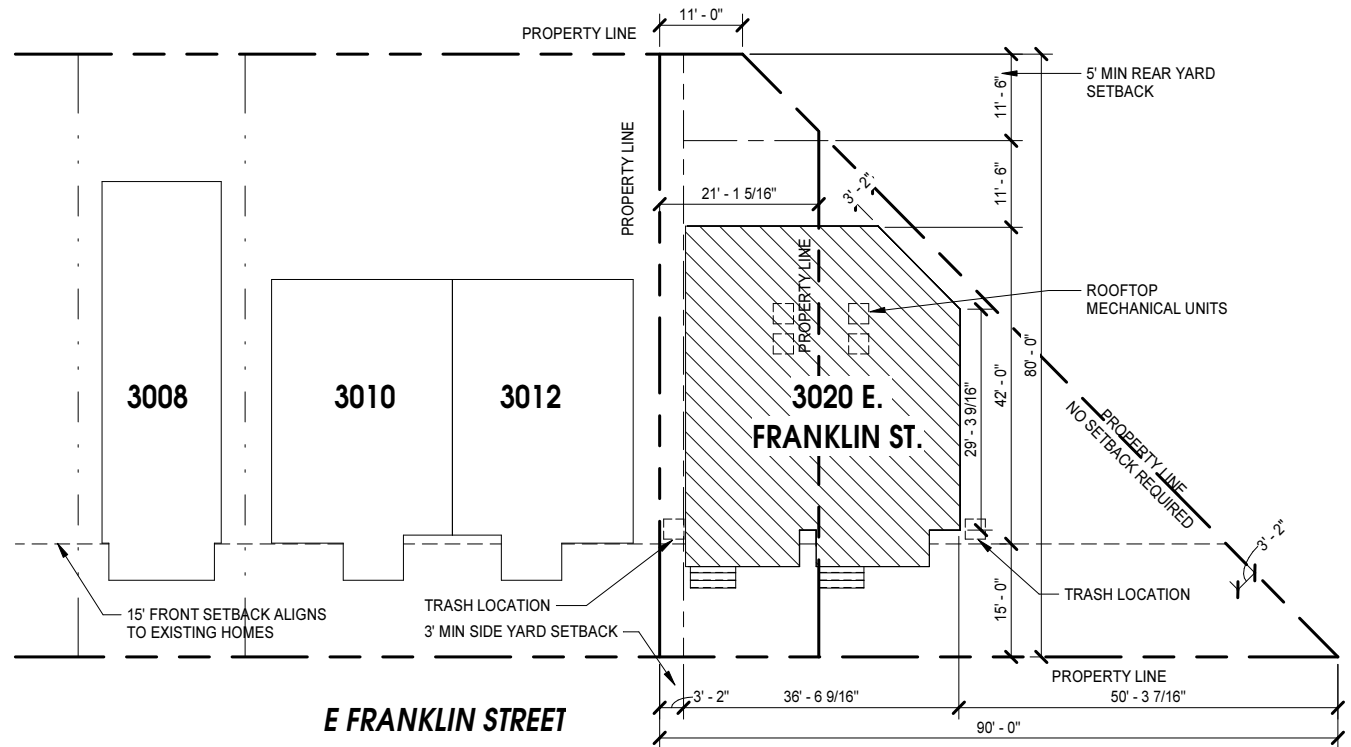 11' - 0"
PROPERTY LINE
5' MIN REAR YARD
SETBACK
11' - 6"
PROPERTY LINE
21' - 1 5/16"
3' - 2"
11' - 6"
PROPERTY LINE
ROOFTOP
MECHANICAL UNITS
80' - 0"
3008
3010
3012
3020 E.
FRANKLIN ST.
29' - 3 9/16"
42' - 0"
PROPERTY LINE
NO SETBACK REQUIRED
3' - 2"
15' FRONT SETBACK ALIGNS
TO EXISTING HOMES
TRASH LOCATION
3' MIN SIDE YARD SETBACK
15' - 0"
TRASH LOCATION
PROPERTY LINE
3' - 2"
36' - 6 9/16"
50' - 3 7/16"
E FRANKLIN STREET
90' - 0"